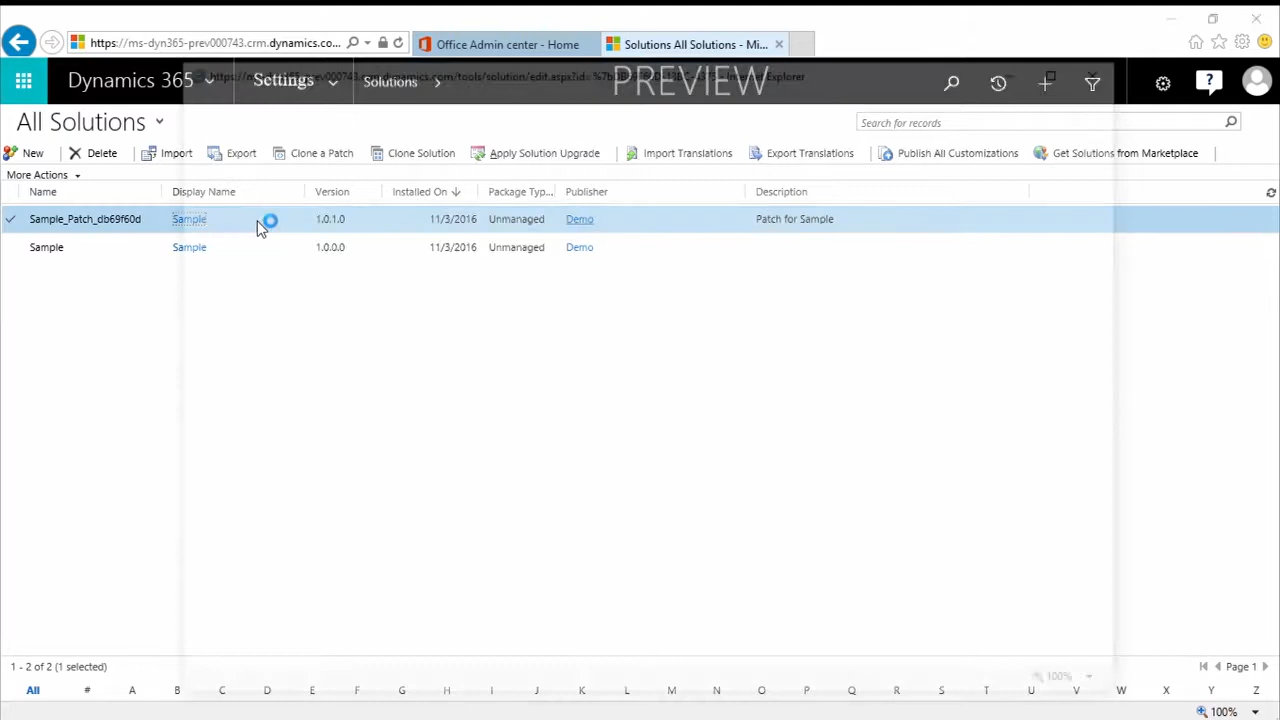 https://ms-dyn365-prev000743.crm.dynamics.co...
Office Admin center - Home
Solutions All Solutions - Mi...
Dynamics 365
Settings
Solutions
PREVIEW
All Solutions
Search for records
New
Delete
Import
Export
Clone a Patch
Clone Solution
Apply Solution Upgrade
Import Translations
Export Translations
Publish All Customizations
Get Solutions from Marketplace
More Actions
Name Display Name Version Installed On Package Typ... Publisher Description
Sample_Patch_db69f60d Sample 1.0.1.0 11/3/2016 Unmanaged Demo Patch for Sample
Sample Sample 1.0.0.0 11/3/2016 Unmanaged Demo
1 - 2 of 2 (1 selected)
Page 1
100%
All # A B C D E F G H I J K L M N O P Q R S T U V W X Y Z
100%